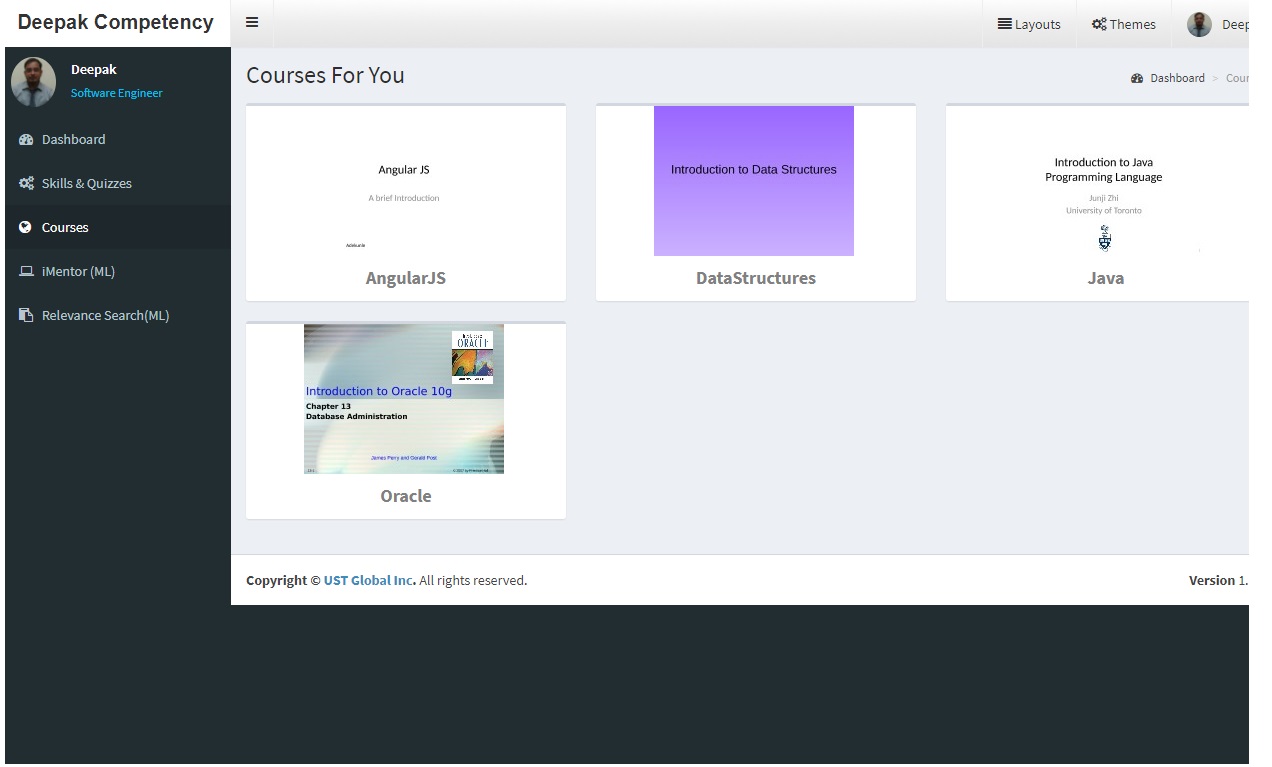 Deepak Competency
Layouts
Themes
Deep
Deepak
Software Engineer
Dashboard
Skills & Quizzes
Courses
iMentor (ML)
Relevance Search(ML)
Courses For You
Dashboard > Cour
Angular JS
A brief Introduction
Adekunle
AngularJS
Introduction to Data Structures
DataStructures
Introduction to Java
Programming Language
Junji Zhi
University of Toronto
Java
ORACLE
Introduction to Oracle 10g
Chapter 13
Database Administration
James Perry and Gerald Post
Oracle
Copyright © UST Global Inc. All rights reserved.
Version 1.